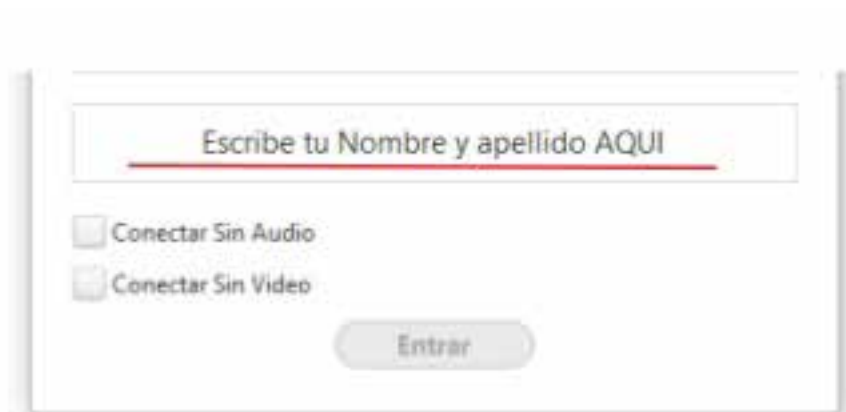 Escribe tu Nombre y apellido AQUI
Conectar Sin Audio
Conectar Sin Video
Entrar